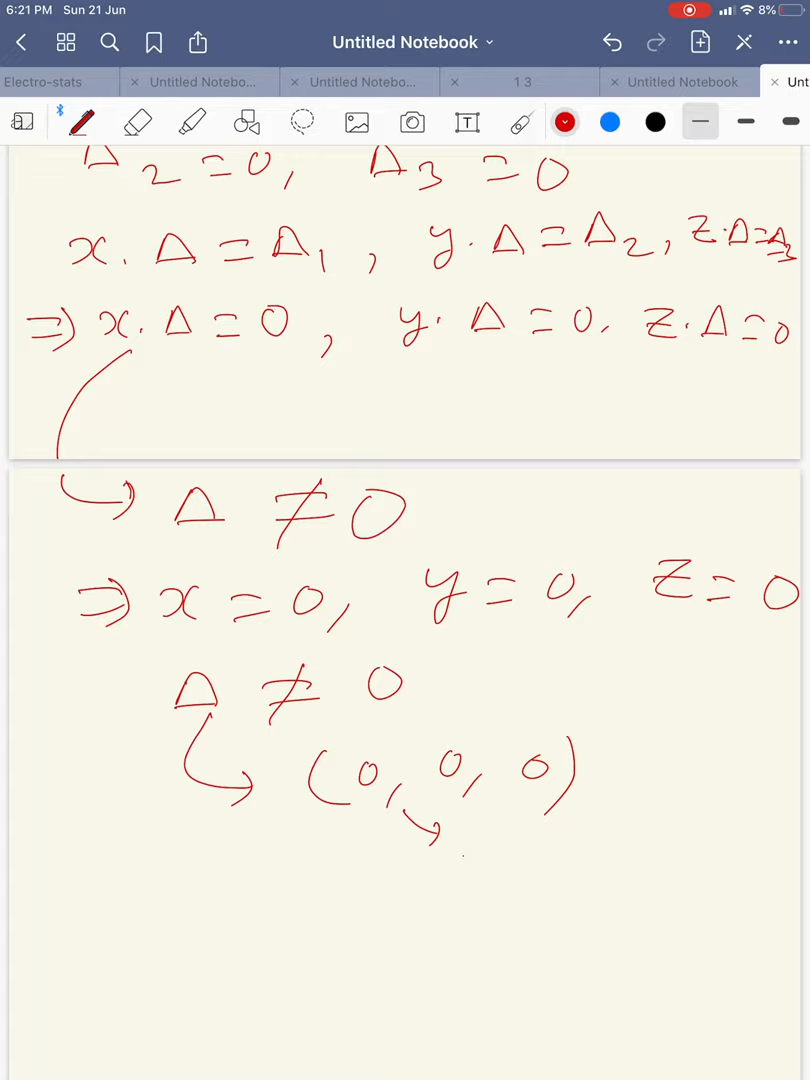 6:21 PM Sun 21 Jun 8%
Untitled Notebook
Electro-stats Untitled Notebo... Untitled Notebo... 1 3 Untitled Notebook Unt
Δ₂ = 0, Δ₃ = 0
x. Δ = Δ₁, y. Δ = Δ₂, z.Δ=Δ₃
⇒ x. Δ = 0, y. Δ = 0. z. Δ = 0
↳ Δ ≠ 0
⇒ x = 0, y = 0, z = 0
Δ ≠ 0
↳ (0, 0, 0)